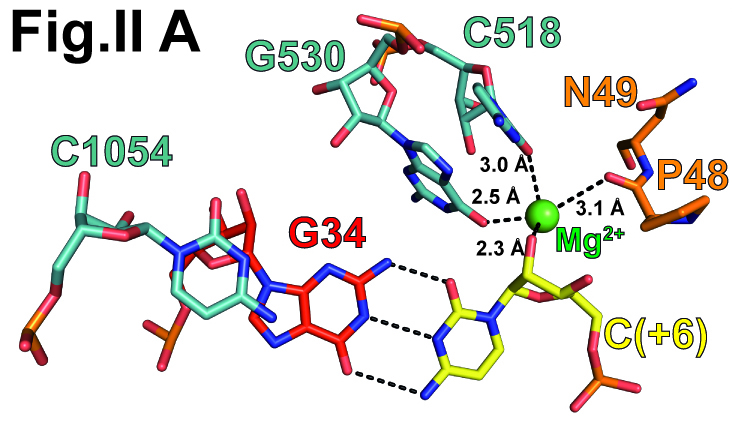 Fig.II A
G530
C518
N49
C1054
3.0 Å
P48
2.5 Å
3.1 Å
G34
2.3 Å
Mg²⁺
C(+6)